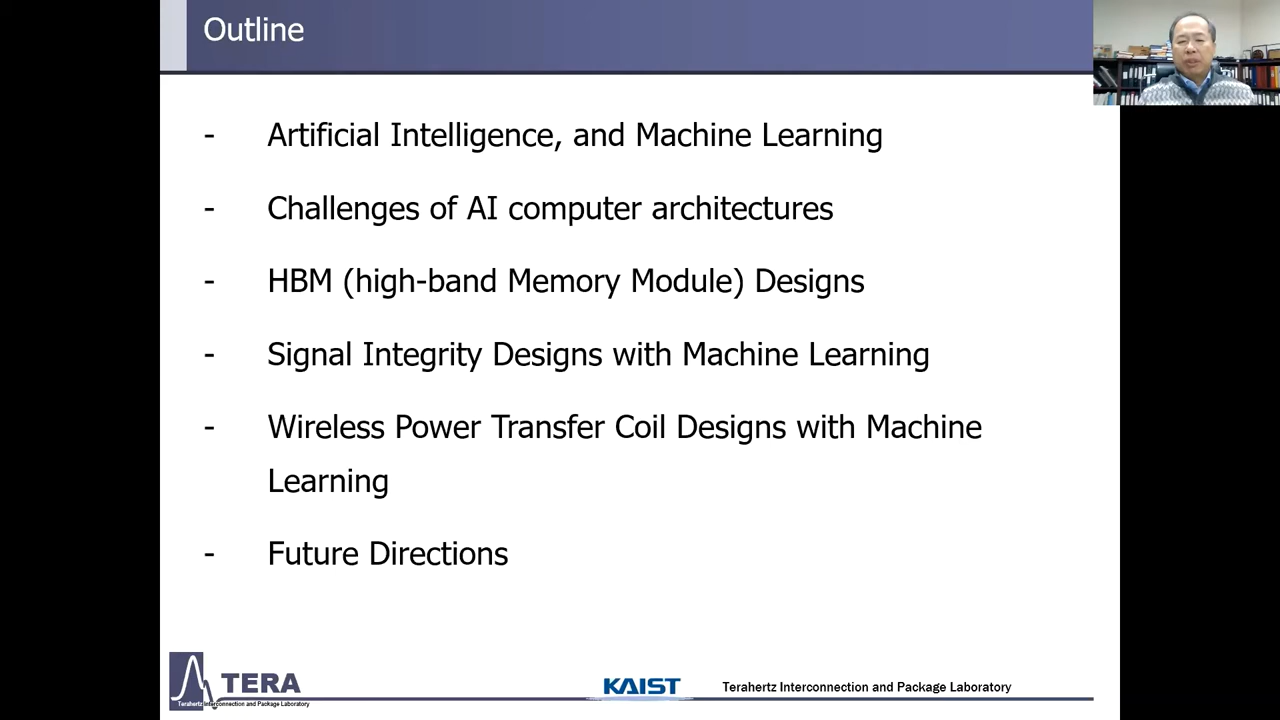 Outline
- Artificial Intelligence, and Machine Learning
- Challenges of AI computer architectures
- HBM (high-band Memory Module) Designs
- Signal Integrity Designs with Machine Learning
- Wireless Power Transfer Coil Designs with Machine
Learning
- Future Directions
TERA
Terahertz Interconnection and Package Laboratory
KAIST
Terahertz Interconnection and Package Laboratory